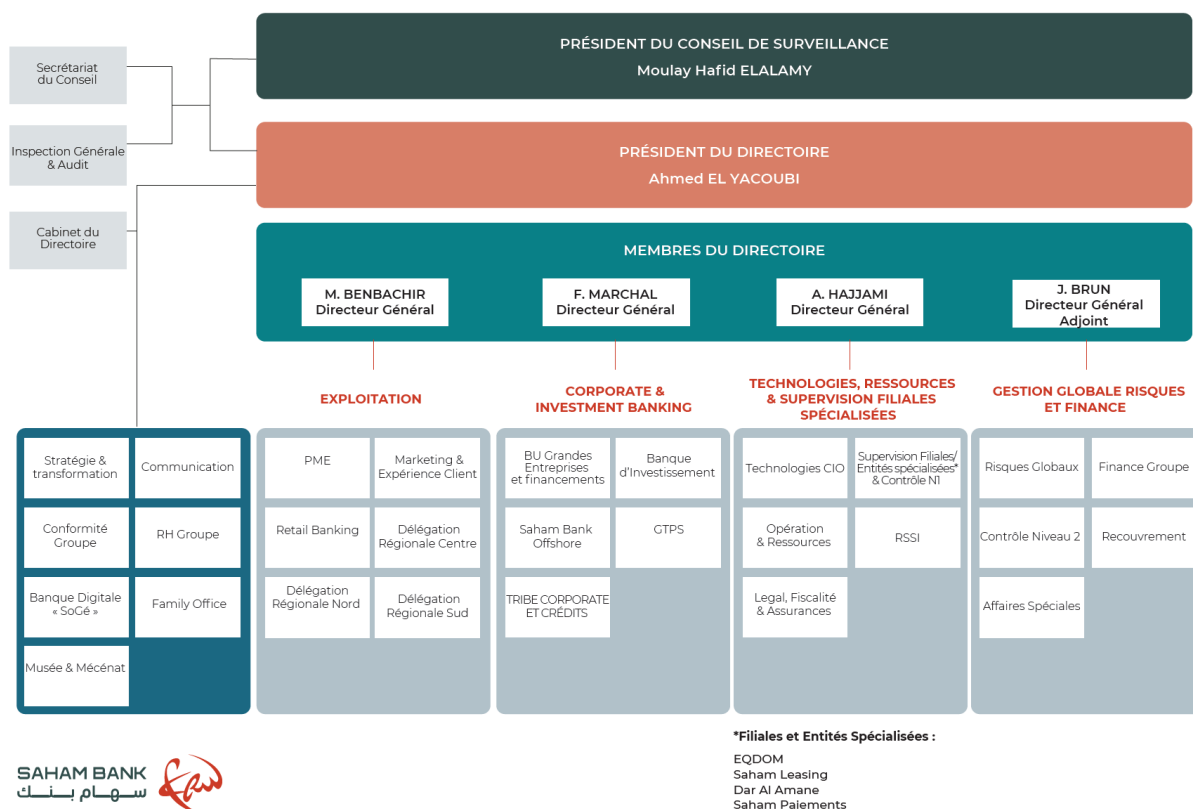 PRÉSIDENT DU CONSEIL DE SURVEILLANCE
Moulay Hafid ELALAMY
Secrétariat
du Conseil
Inspection Générale
& Audit
PRÉSIDENT DU DIRECTOIRE
Ahmed EL YACOUBI
Cabinet du
Directoire
MEMBRES DU DIRECTOIRE
M. BENBACHIR
Directeur Général
F. MARCHAL
Directeur Général
A. HAJJAMI
Directeur Général
J. BRUN
Directeur Général
Adjoint
Stratégie &
transformation
Communication
Conformité
Groupe
RH Groupe
Banque Digitale
« SoGé »
Family Office
Musée & Mécénat
EXPLOITATION
PME
Marketing &
Expérience Client
Retail Banking
Délégation
Régionale Centre
Délégation
Régionale Nord
Délégation
Régionale Sud
CORPORATE &
INVESTMENT BANKING
BU Grandes
Entreprises
et financements
Banque
d'Investissement
Saham Bank
Offshore
GTPS
TRIBE CORPORATE
ET CRÉDITS
TECHNOLOGIES, RESSOURCES
& SUPERVISION FILIALES
SPÉCIALISÉES
Technologies CIO
Supervision Filiales/
Entités spécialisées*
& Contrôle N1
Opération
& Ressources
RSSI
Legal, Fiscalité
& Assurances
GESTION GLOBALE RISQUES
ET FINANCE
Risques Globaux
Finance Groupe
Contrôle Niveau 2
Recouvrement
Affaires Spéciales
*Filiales et Entités Spécialisées :
EQDOM
Saham Leasing
Dar Al Amane
Saham Paiements
SAHAM BANK
سهام بنك